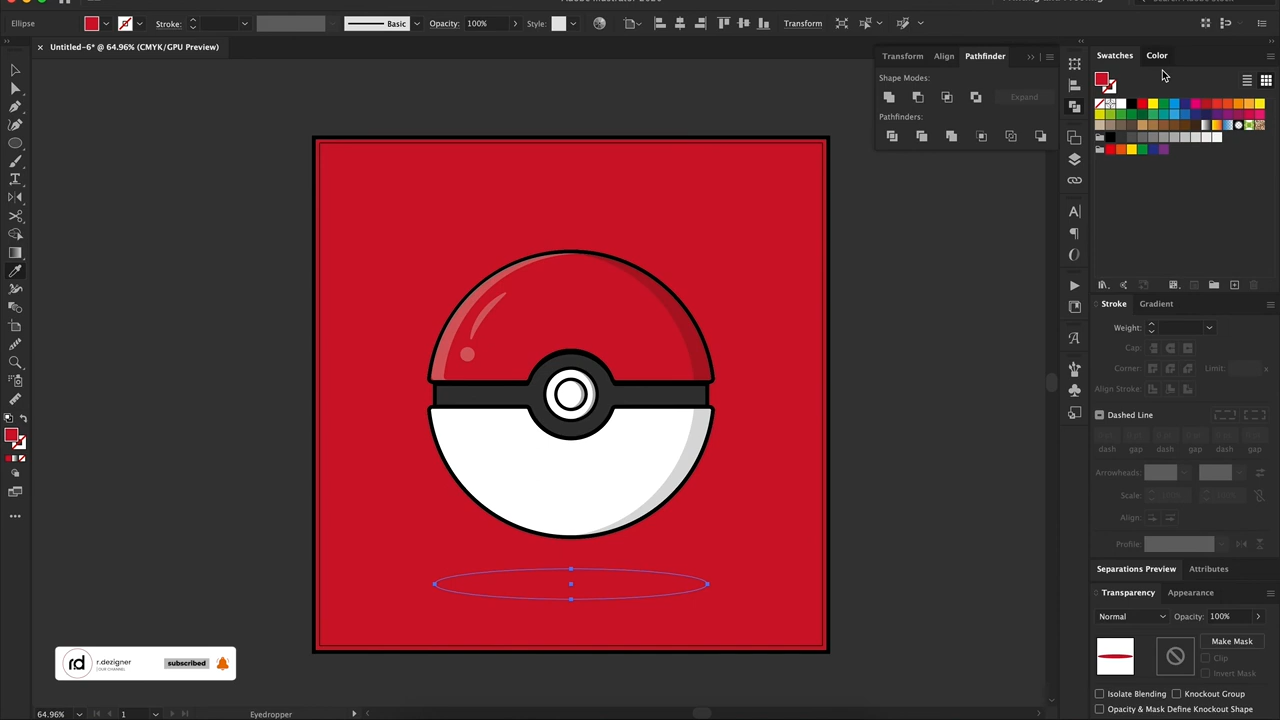 Ellipse
Stroke:
Basic
Opacity: 100%
Style:
Transform
Untitled-6* @ 64.96% (CMYK/GPU Preview)
Transform
Align
Pathfinder
Shape Modes:
Expand
Pathfinders:
Swatches
Color
Stroke
Gradient
Weight:
Cap:
Corner:
Limit:
x
Align Stroke:
Dashed Line
dash
gap
dash
gap
dash
gap
Arrowheads:
Scale:
Align:
Profile:
Separations Preview
Attributes
Transparency
Appearance
Normal
Opacity: 100%
Make Mask
Clip
Invert Mask
Isolate Blending
Knockout Group
Opacity & Mask Define Knockout Shape
rd
r.dezigner
subscribed
64.96%
1
Eyedropper